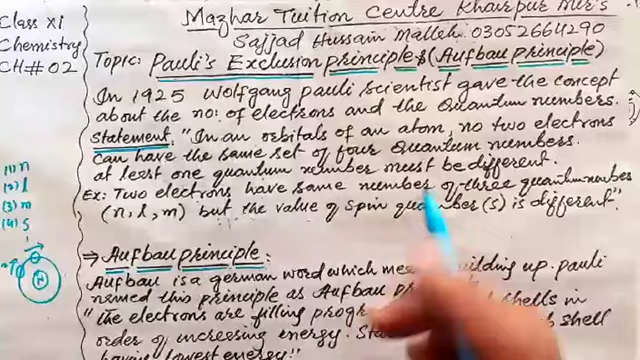 Mazhar Tuition Centre Khairpur Mir's
Class XI
Chemistry
CH# 02
Sajjad Hussain Malleh. 03052664290
Topic: Pauli's Exclusion principle & (Aufbau principle)
In 1925 Wolfgang pauli scientist gave the concept
about the no: of electrons and the Quantum numbers.
Statement. "In an orbitals of an atom, no two electrons
can have the same set of four Quantum numbers.
at least one quantum number must be different.
Ex: Two electrons have same number of three quantum numbers
(n, l, m) but the value of spin (s) is different".
(1) n
(2) l
(3) m
(4) s
N
⇒ Aufbau principle:
Aufbau is a german word which building up. pauli
named this principle as Aufbau shells in
"the electrons are filling shell
order of increasing energy.
having lowest energy"